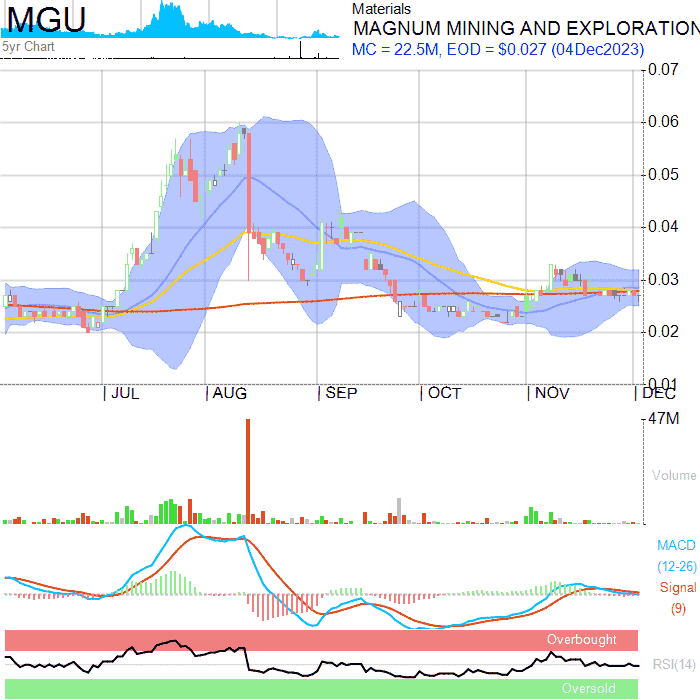 MGU
5yr Chart
Materials
MAGNUM MINING AND EXPLORATION
MC = 22.5M, EOD = $0.027 (04Dec2023)
0.07
0.06
0.05
0.04
0.03
0.02
0.01
JUL AUG SEP OCT NOV DEC
47M
Volume
MACD
(12-26)
Signal
(9)
Overbought
RSI(14)
Oversold